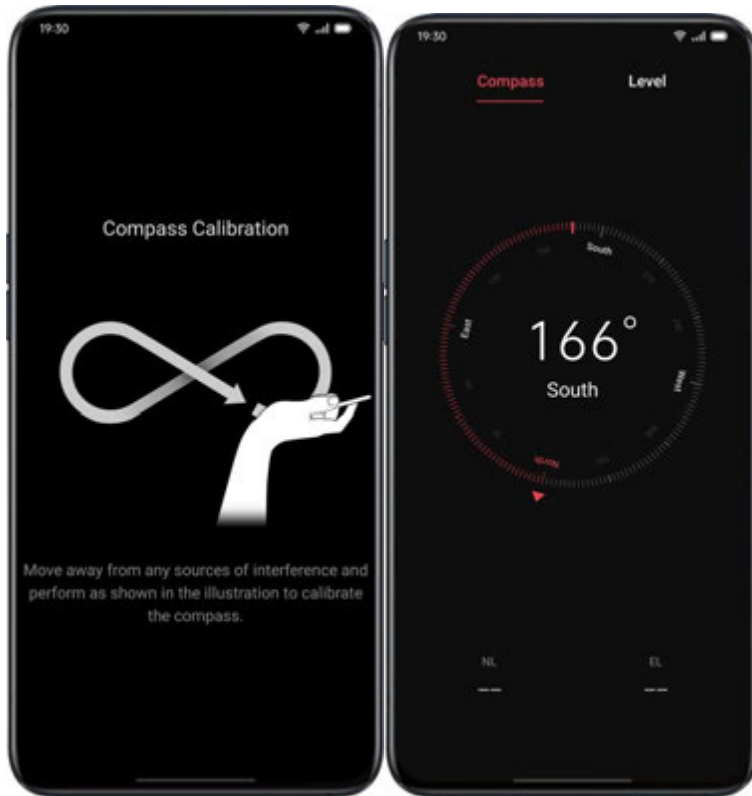 19:30
Compass Calibration
Move away from any sources of interference and
perform as shown in the illustration to calibrate
the compass.
19:30
Compass Level
South
East
166°
South
West
North
NL EL
-- --